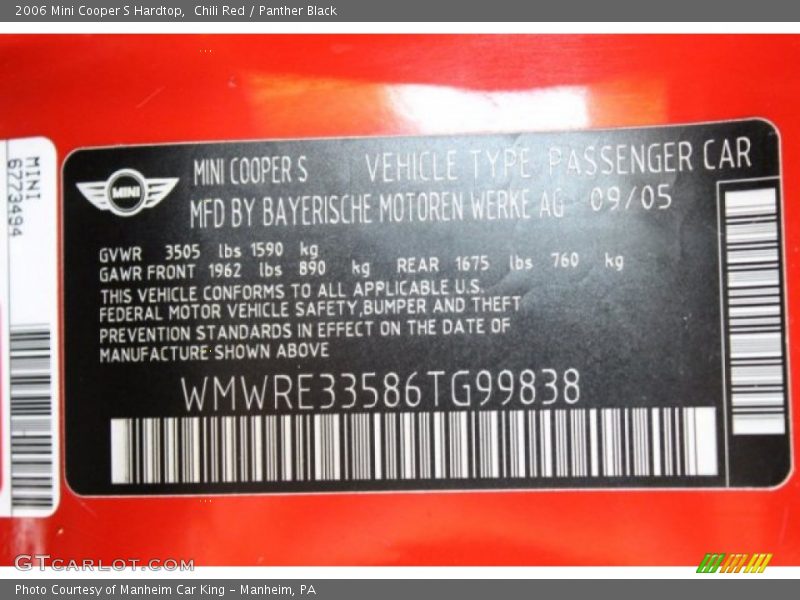 2006 Mini Cooper S Hardtop, Chili Red / Panther Black
MINI
6773494
MINI
MINI COOPER S VEHICLE TYPE PASSENGER CAR
MFD BY BAYERISCHE MOTOREN WERKE AG 09/05
GVWR 3505 lbs 1590 kg
GAWR FRONT 1962 lbs 890 kg REAR 1675 lbs 760 kg
THIS VEHICLE CONFORMS TO ALL APPLICABLE U.S.
FEDERAL MOTOR VEHICLE SAFETY,BUMPER AND THEFT
PREVENTION STANDARDS IN EFFECT ON THE DATE OF
MANUFACTURE SHOWN ABOVE
WMWRE33586TG99838
GTCARLOT.COM
Photo Courtesy of Manheim Car King - Manheim, PA